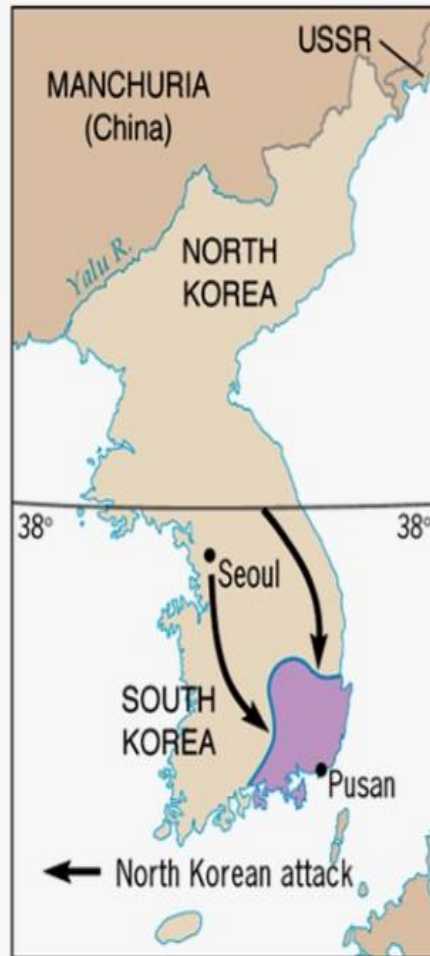 USSR
MANCHURIA
(China)
Yalu R.
NORTH
KOREA
38°
38°
Seoul
SOUTH
KOREA
Pusan
North Korean attack